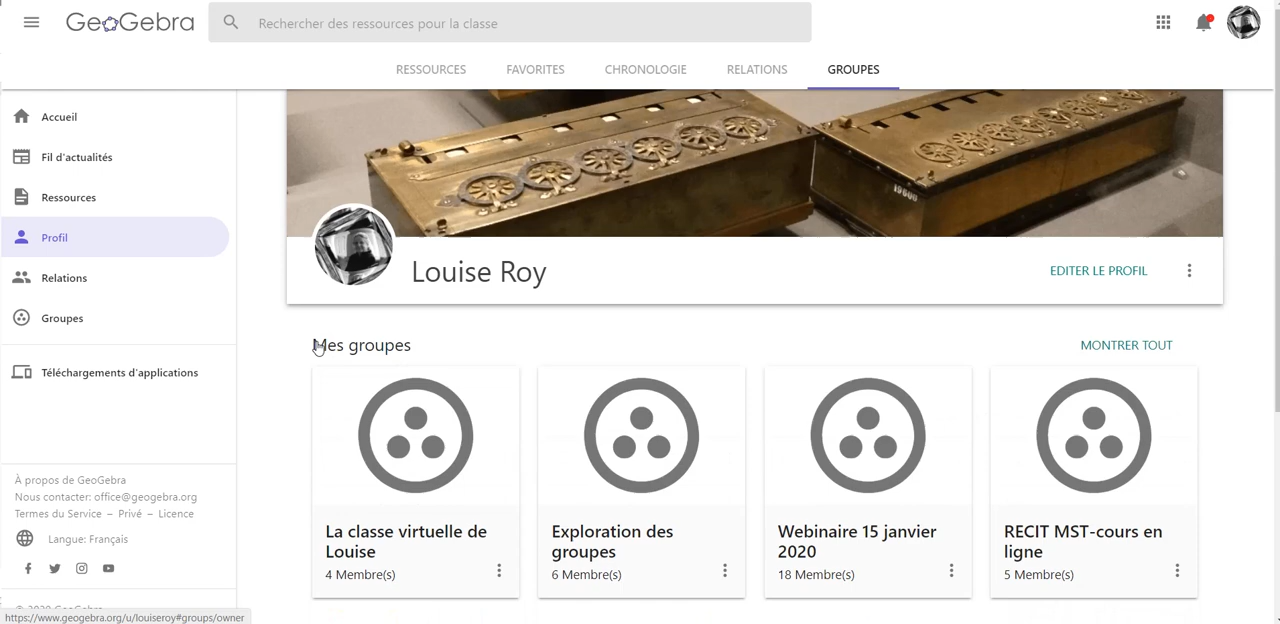 GeoGebra
Rechercher des ressources pour la classe
RESSOURCES FAVORITES CHRONOLOGIE RELATIONS GROUPES
Accueil
Fil d'actualités
Ressources
Profil
Relations
Groupes
Téléchargements d'applications
À propos de GeoGebra
Nous contacter: office@geogebra.org
Termes du Service – Privé – Licence
Langue: Français
© 2020 GeoGebra
https://www.geogebra.org/u/louiseroy#groups/owner
19600
Louise Roy
EDITER LE PROFIL
Mes groupes
MONTRER TOUT
La classe virtuelle de
Louise
4 Membre(s)
Exploration des
groupes
6 Membre(s)
Webinaire 15 janvier
2020
18 Membre(s)
RECIT MST-cours en
ligne
5 Membre(s)